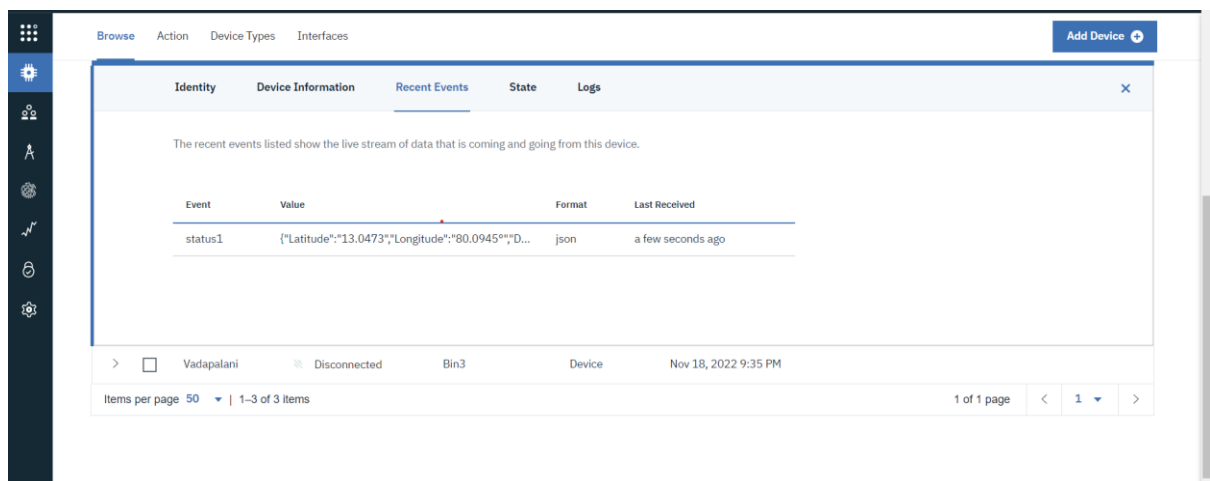 Browse Action Device Types Interfaces Add Device
Identity Device Information Recent Events State Logs
The recent events listed show the live stream of data that is coming and going from this device.
Event Value Format Last Received
status1 {"Latitude":"13.0473","Longitude":"80.0945°","D... json a few seconds ago
Vadapalani Disconnected Bin3 Device Nov 18, 2022 9:35 PM
Items per page 50 | 1–3 of 3 items 1 of 1 page 1